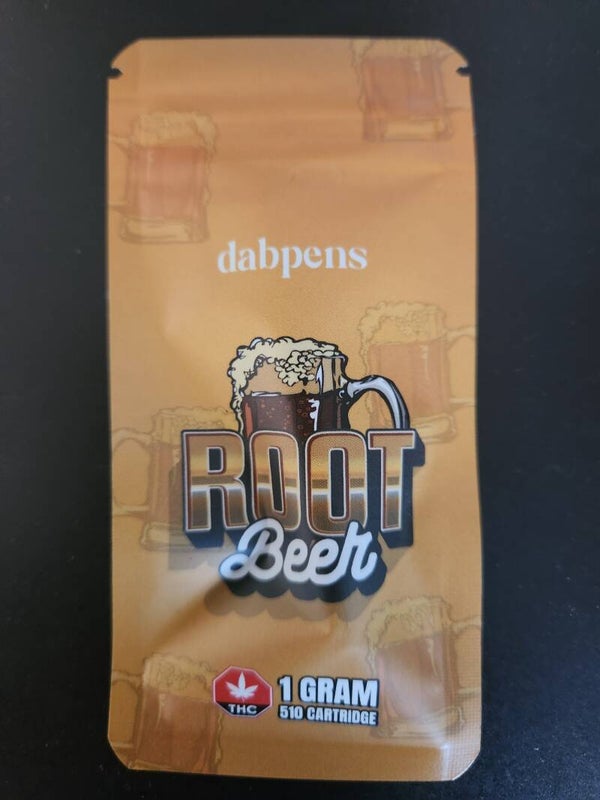 dabpens
ROOT
Beer
THC
1 GRAM
510 CARTRIDGE